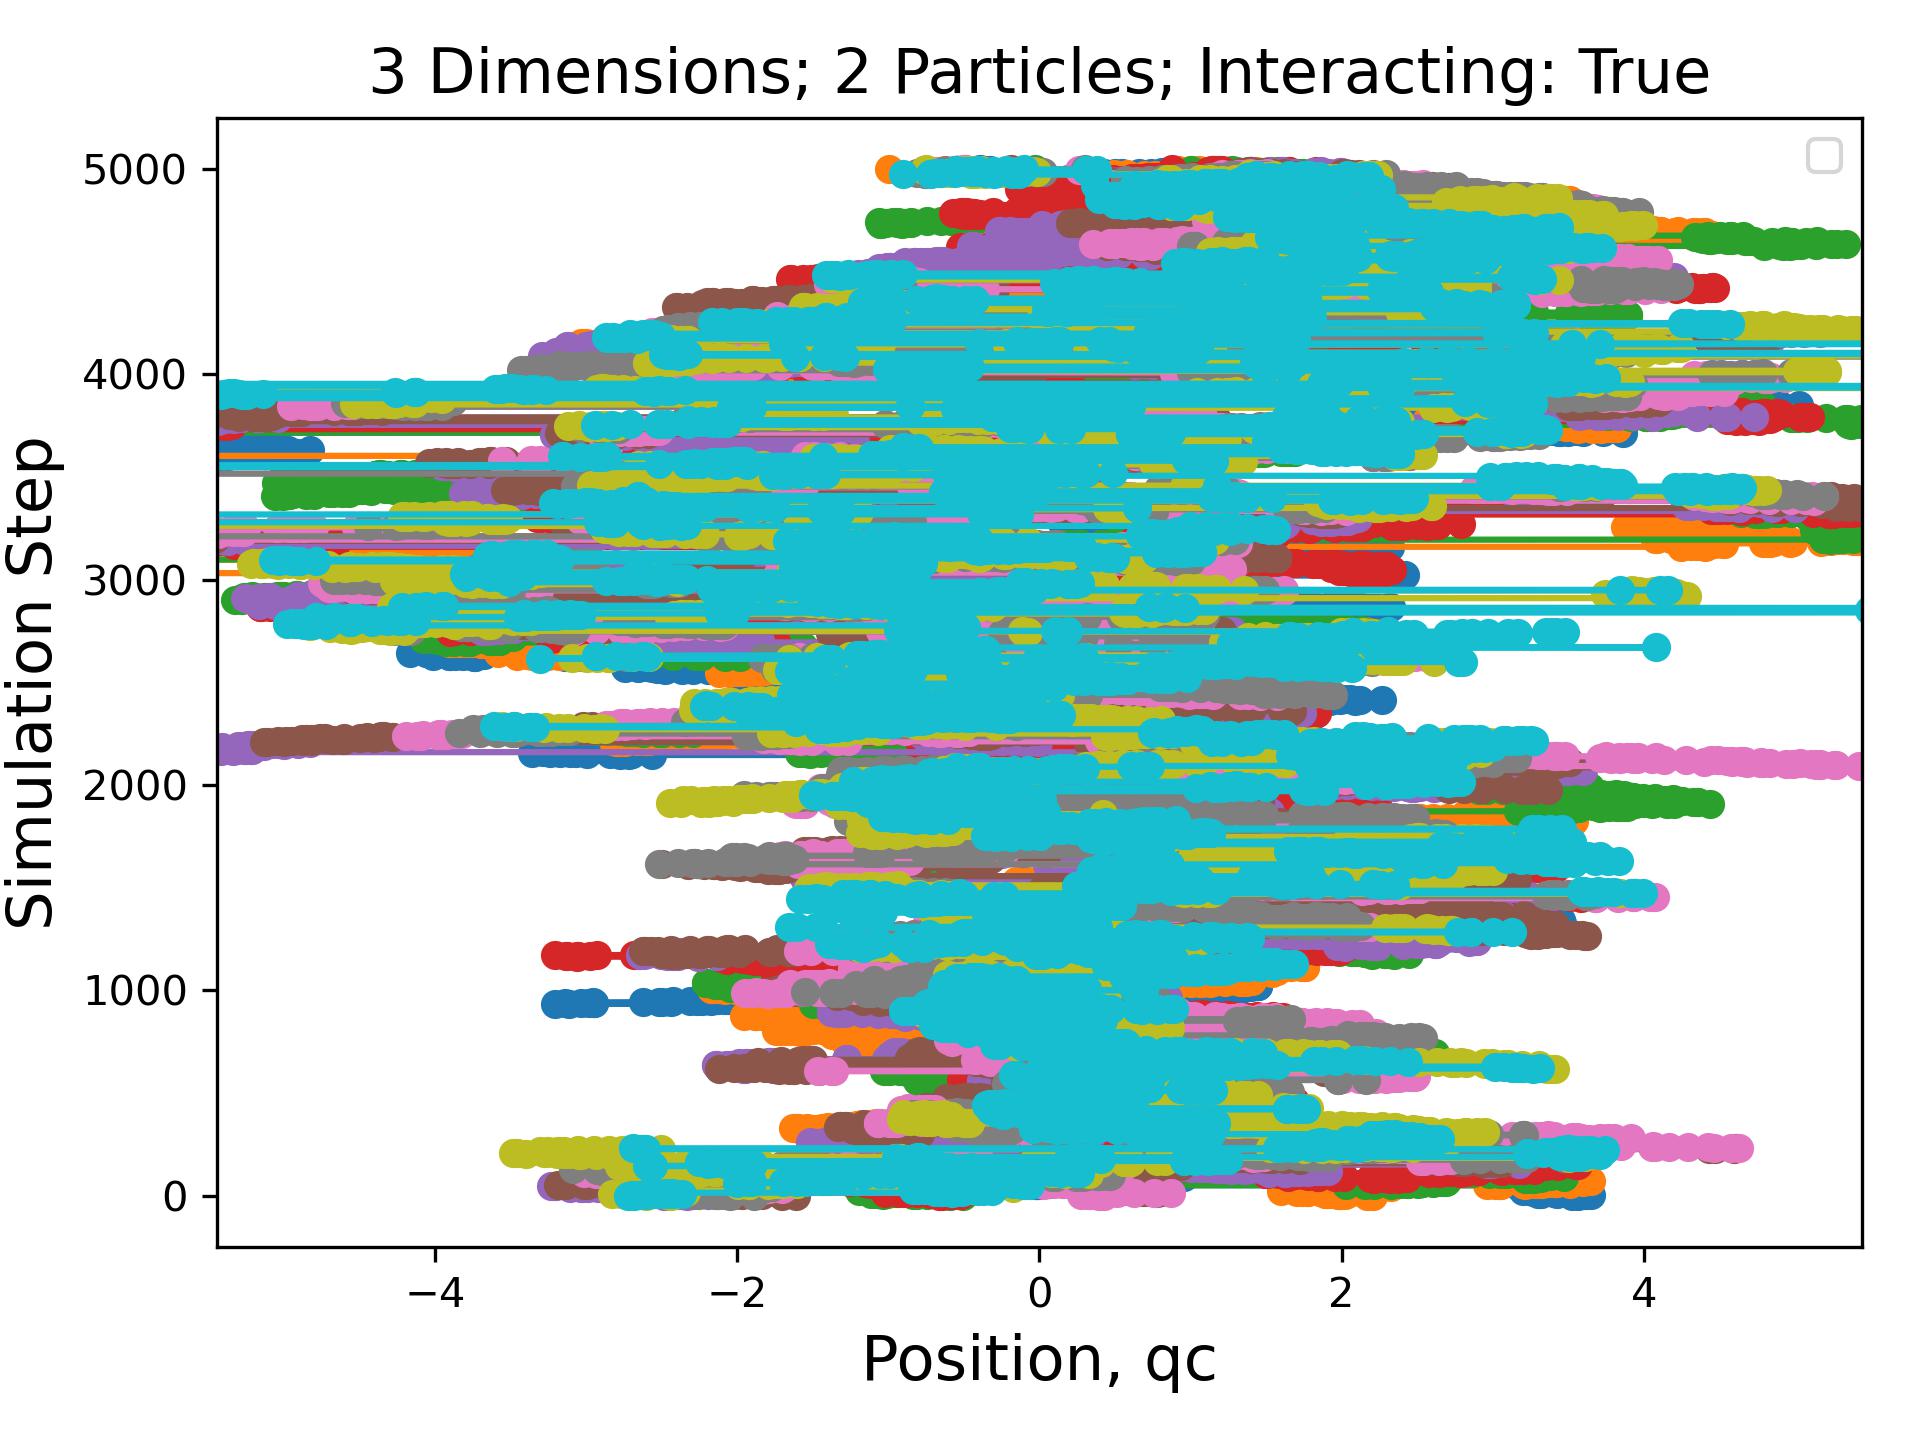 3 Dimensions; 2 Particles; Interacting: True
5000
4000
3000
2000
1000
0
Simulation Step
−4 −2 0 2 4
Position, qc